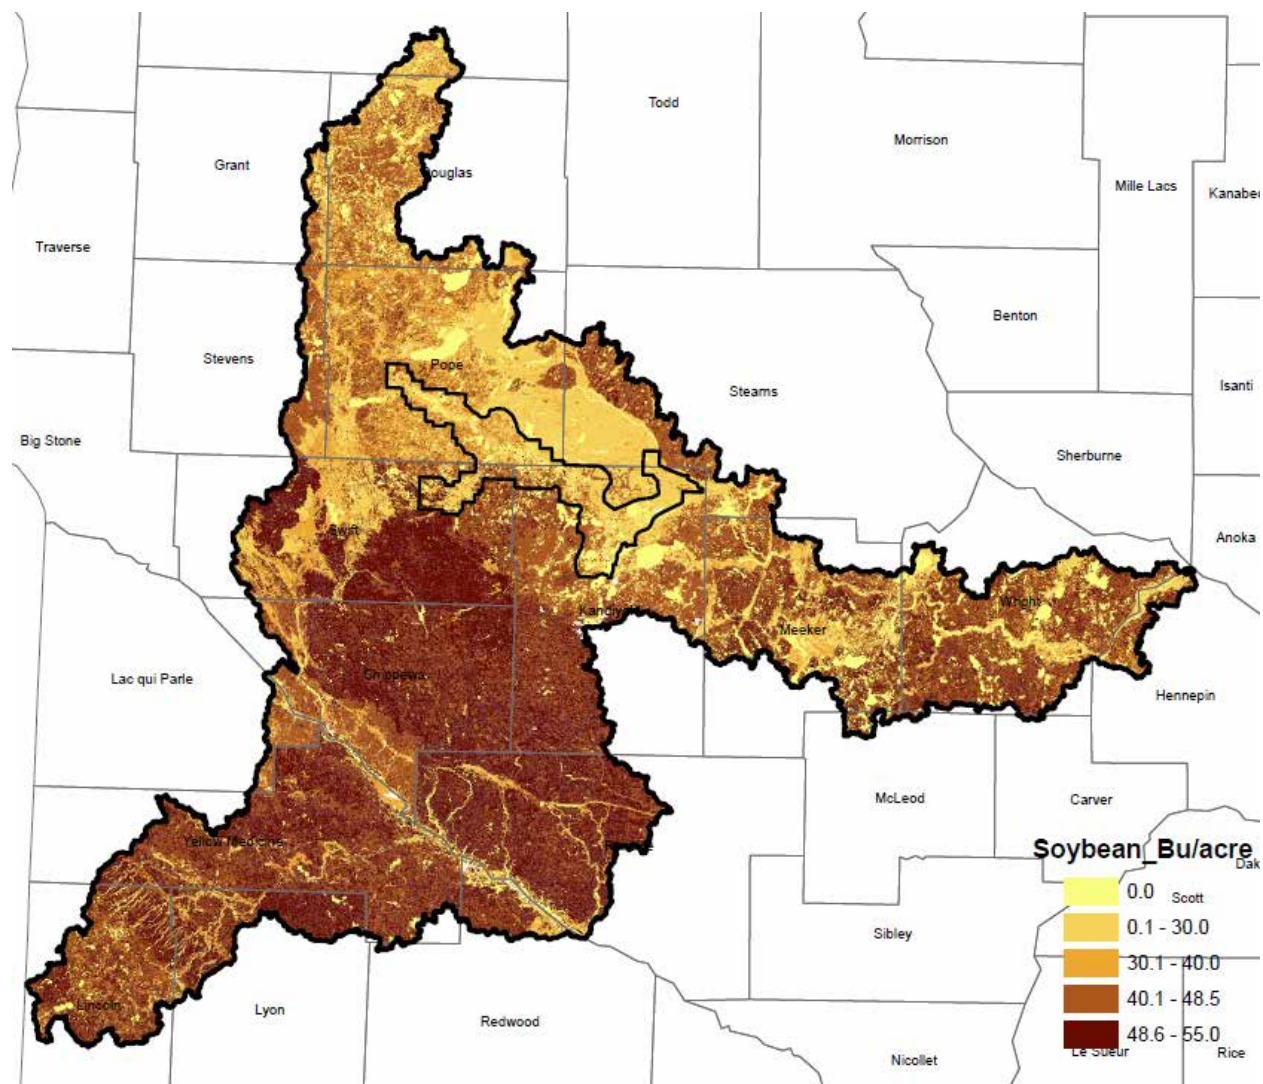 Todd
Morrison
Grant
Douglas
Mille Lacs
Kanabec
Traverse
Benton
Stevens
Pope
Stearns
Isanti
Big Stone
Sherburne
Swift
Anoka
Wright
Meeker
Lac qui Parle
Chippewa
Hennepin
McLeod
Carver
Yellow Medicine
Soybean_Bu/acre
Dak
0.0
Scott
0.1 - 30.0
Sibley
30.1 - 40.0
Lincoln
Lyon
40.1 - 48.5
Redwood
48.6 - 55.0
Le Sueur
Rice
Nicollet